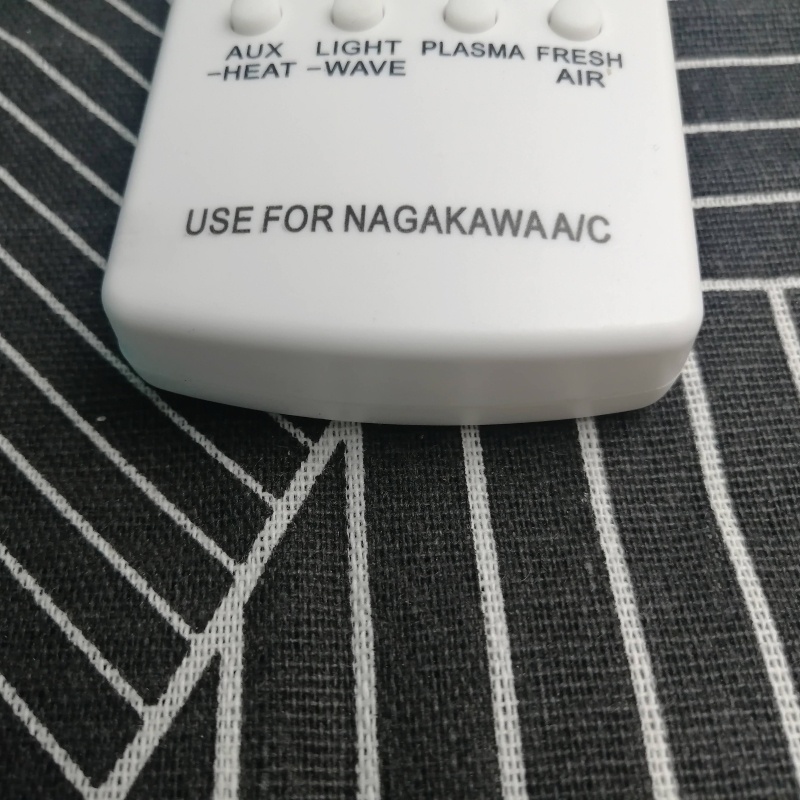 AUX LIGHT PLASMA FRESH
-HEAT -WAVE AIR
USE FOR NAGAKAWA A/C